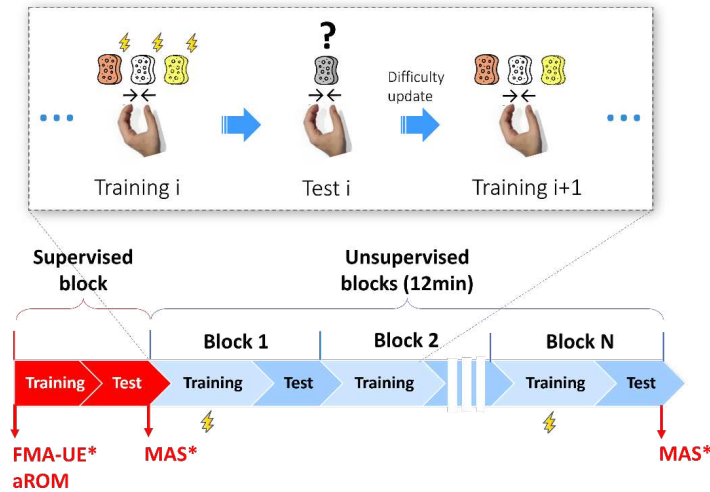 ?
Difficulty
update
Training i
Test i
Training i+1
Supervised
block
Unsupervised
blocks (12min)
Block 1
Block 2
Block N
Training
Test
Training
Test
Training
Training
Test
FMA-UE*
aROM
MAS*
MAS*